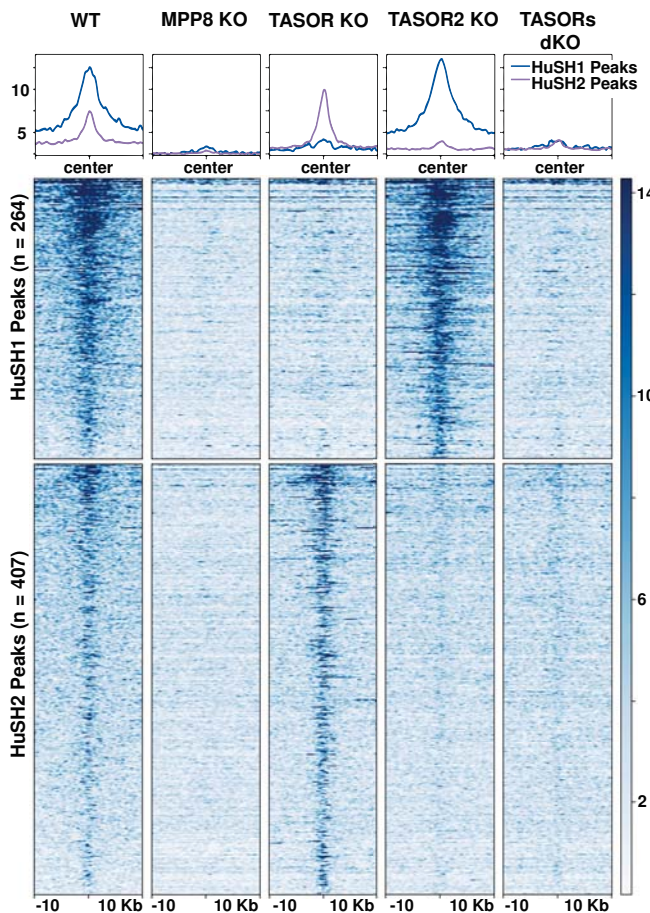 WT MPP8 KO TASOR KO TASOR2 KO TASORs dKO
HuSH1 Peaks
HuSH2 Peaks
10
5
center center center center center
HuSH1 Peaks (n = 264)
HuSH2 Peaks (n = 407)
14
10
6
2
-10 10 Kb -10 10 Kb -10 10 Kb -10 10 Kb -10 10 Kb